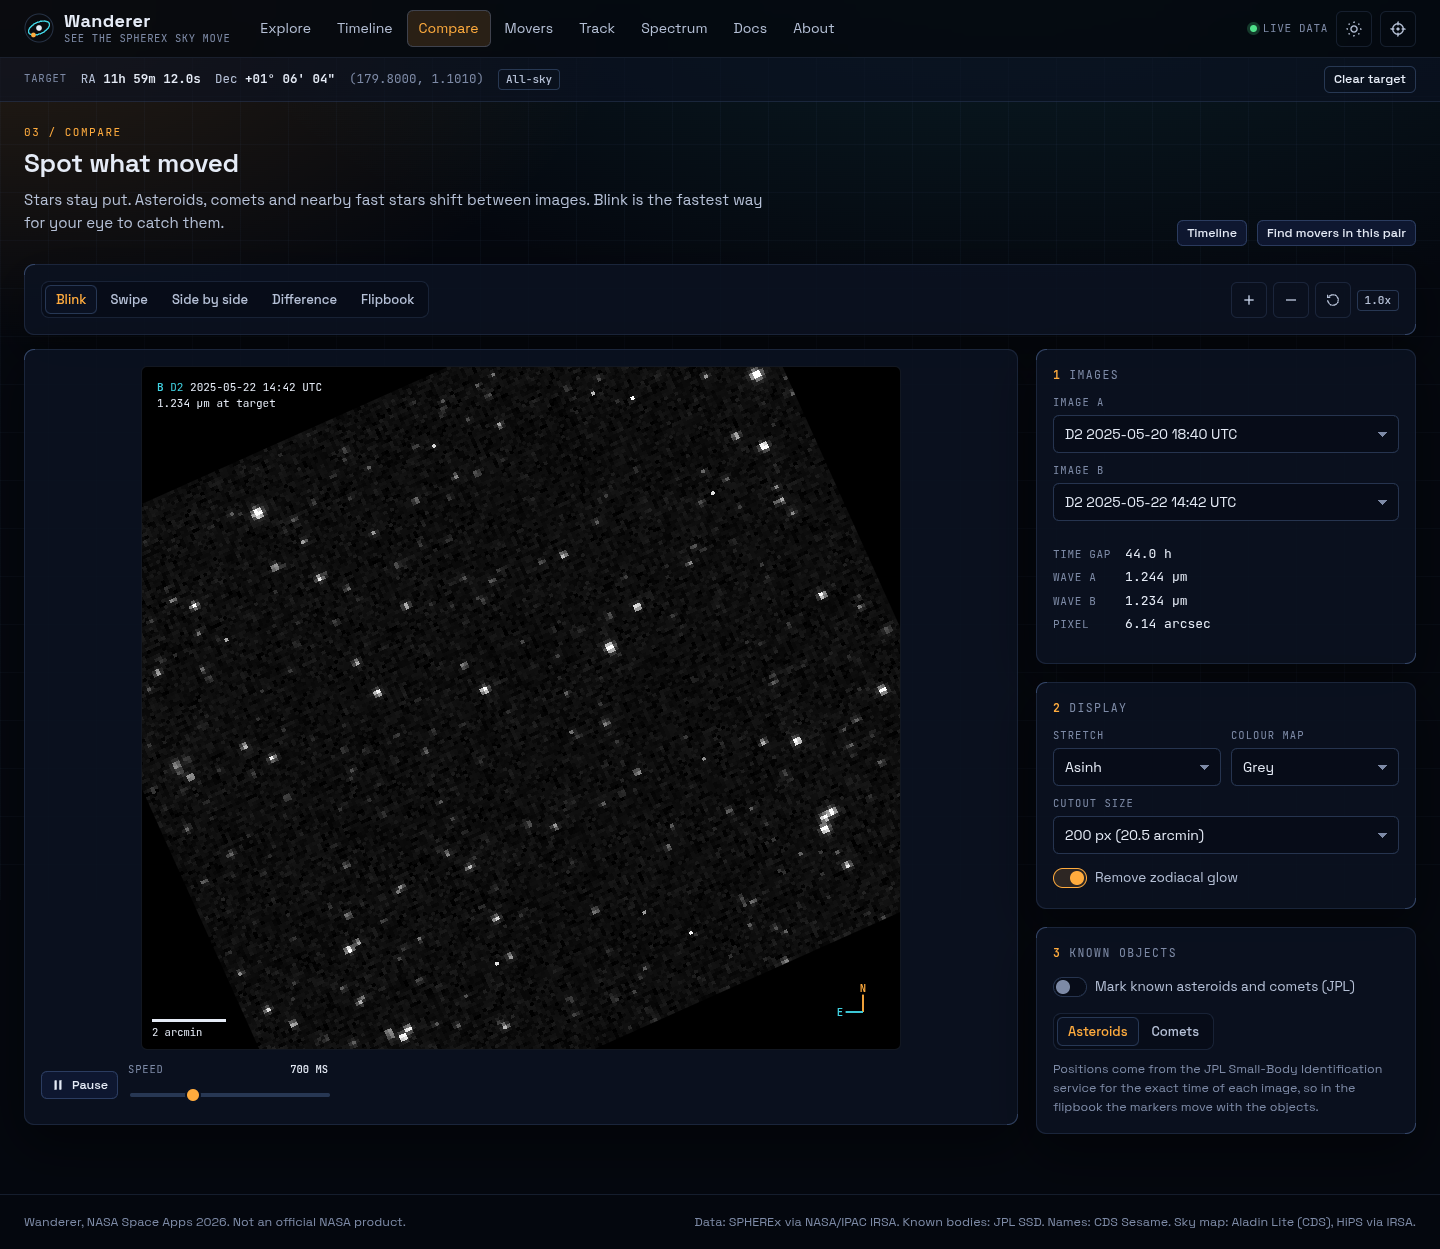 Wanderer
SEE THE SPHEREX SKY MOVE
Explore
Timeline
Compare
Movers
Track
Spectrum
Docs
About
LIVE DATA
TARGET RA 11h 59m 12.0s Dec +01° 06' 04" (179.8000, 1.1010) All-sky
Clear target
03 / COMPARE
Spot what moved
Stars stay put. Asteroids, comets and nearby fast stars shift between images. Blink is the fastest way
for your eye to catch them.
Timeline
Find movers in this pair
Blink
Swipe
Side by side
Difference
Flipbook
1.0x
B D2 2025-05-22 14:42 UTC
1.234 µm at target
N
E
2 arcmin
Pause
SPEED 700 MS
1 IMAGES
IMAGE A
D2 2025-05-20 18:40 UTC
IMAGE B
D2 2025-05-22 14:42 UTC
TIME GAP 44.0 h
WAVE A 1.244 µm
WAVE B 1.234 µm
PIXEL 6.14 arcsec
2 DISPLAY
STRETCH
Asinh
COLOUR MAP
Grey
CUTOUT SIZE
200 px (20.5 arcmin)
Remove zodiacal glow
3 KNOWN OBJECTS
Mark known asteroids and comets (JPL)
Asteroids
Comets
Positions come from the JPL Small-Body Identification
service for the exact time of each image, so in the
flipbook the markers move with the objects.
Wanderer, NASA Space Apps 2026. Not an official NASA product.
Data: SPHEREx via NASA/IPAC IRSA. Known bodies: JPL SSD. Names: CDS Sesame. Sky map: Aladin Lite (CDS), HiPS via IRSA.